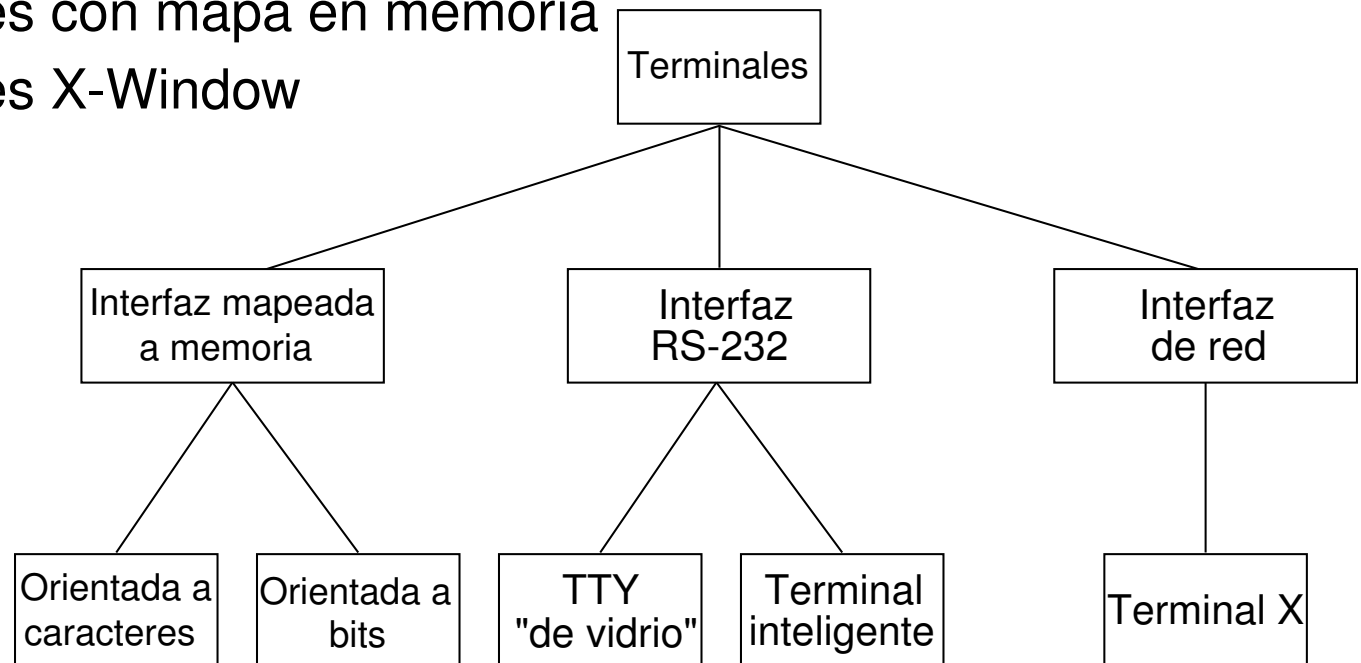 es con mapa en memoria
es X-Window
Terminales
Interfaz mapeada
a memoria
Interfaz
RS-232
Interfaz
de red
Orientada a
caracteres
Orientada a
bits
TTY
"de vidrio"
Terminal
inteligente
Terminal X